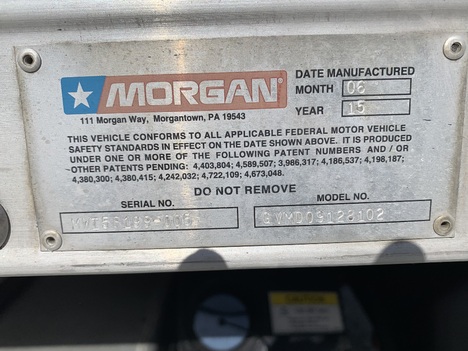 MORGAN
DATE MANUFACTURED
MONTH 06
YEAR 15
111 Morgan Way, Morgantown, PA 19543
THIS VEHICLE CONFORMS TO ALL APPLICABLE FEDERAL MOTOR VEHICLE
SAFETY STANDARDS IN EFFECT ON THE DATE SHOWN ABOVE. IT IS PRODUCED
UNDER ONE OR MORE OF THE FOLLOWING PATENT NUMBERS AND / OR
OTHER PATENTS PENDING: 4,403,804; 4,589,507; 3,986,317; 4,186,537; 4,198,187;
4,380,300; 4,380,415; 4,242,032; 4,722,109; 4,673,048.
DO NOT REMOVE
SERIAL NO. MODEL NO.
Caution